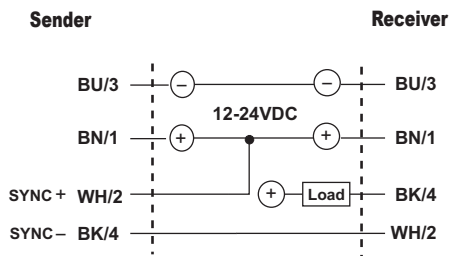 Sender Receiver
BU/3 − − BU/3
12-24VDC
BN/1 + + BN/1
SYNC+ WH/2 + Load BK/4
SYNC− BK/4 WH/2